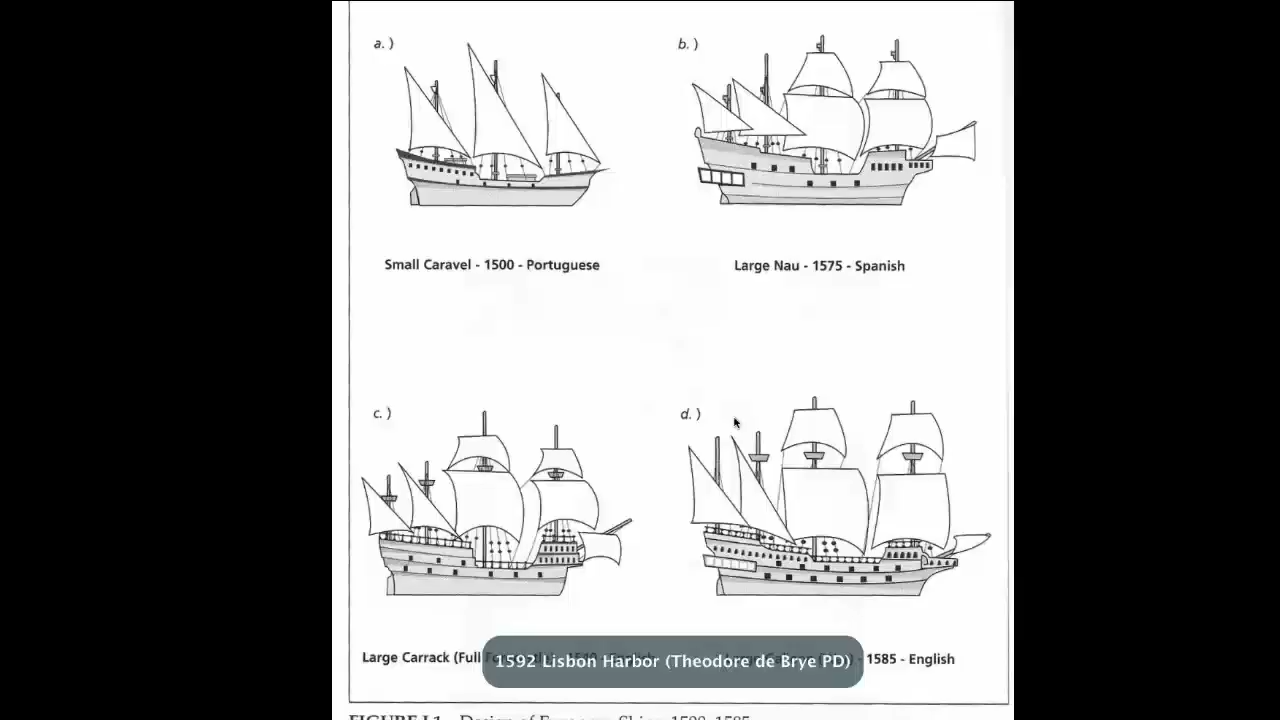 a.)
b.)
Small Caravel - 1500 - Portuguese
Large Nau - 1575 - Spanish
c.)
d.)
Large Carrack (Full
- 1585 - English
1592 Lisbon Harbor (Theodore de Brye PD)